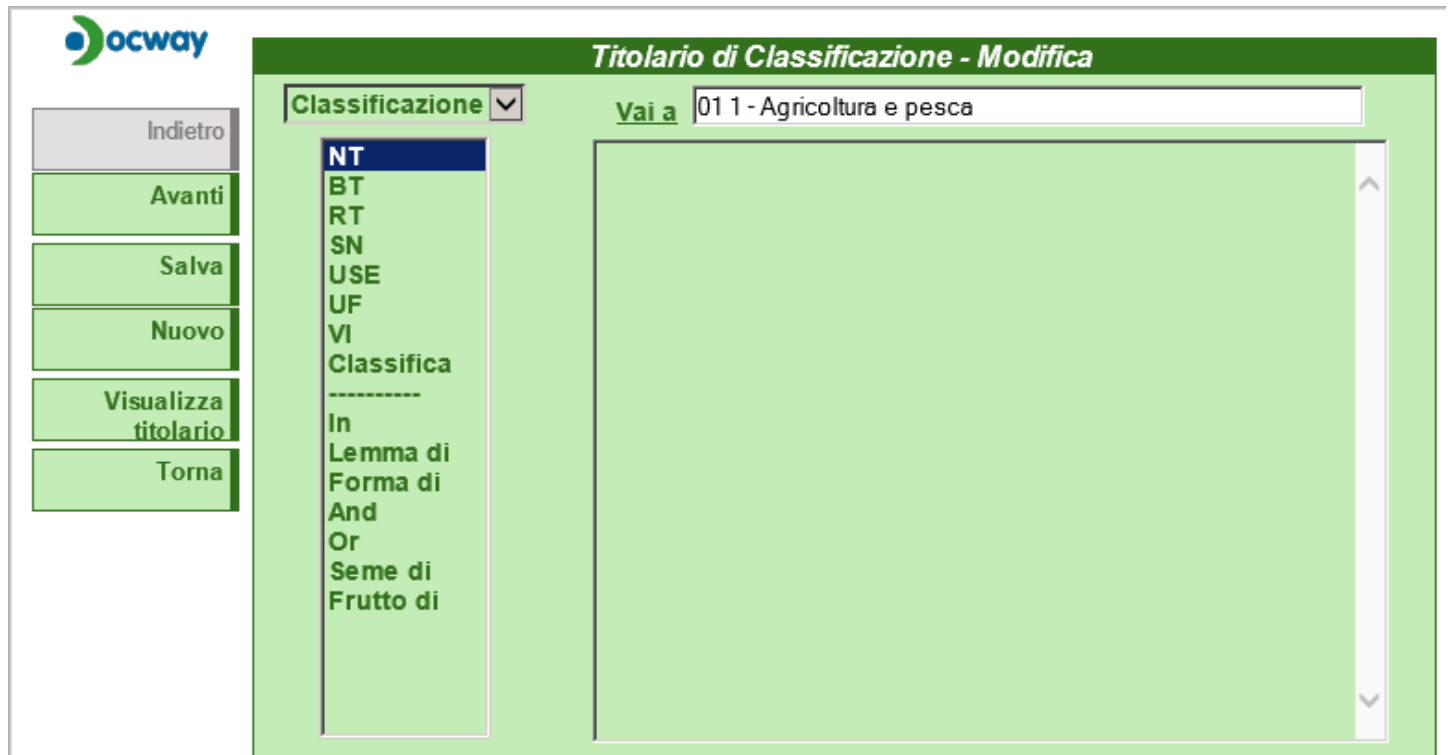 Docway
Titolario di Classificazione - Modifica
Classificazione
Vai a
01 1 - Agricoltura e pesca
Indietro
Avanti
Salva
Nuovo
Visualizza
titolario
Torna
NT
BT
RT
SN
USE
UF
VI
Classifica
----------
In
Lemma di
Forma di
And
Or
Seme di
Frutto di